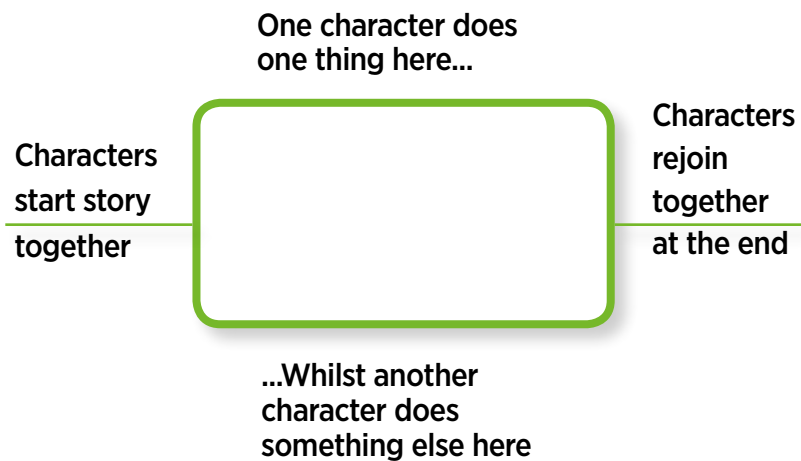 One character does
one thing here...
Characters
start story
together
Characters
rejoin
together
at the end
...Whilst another
character does
something else here